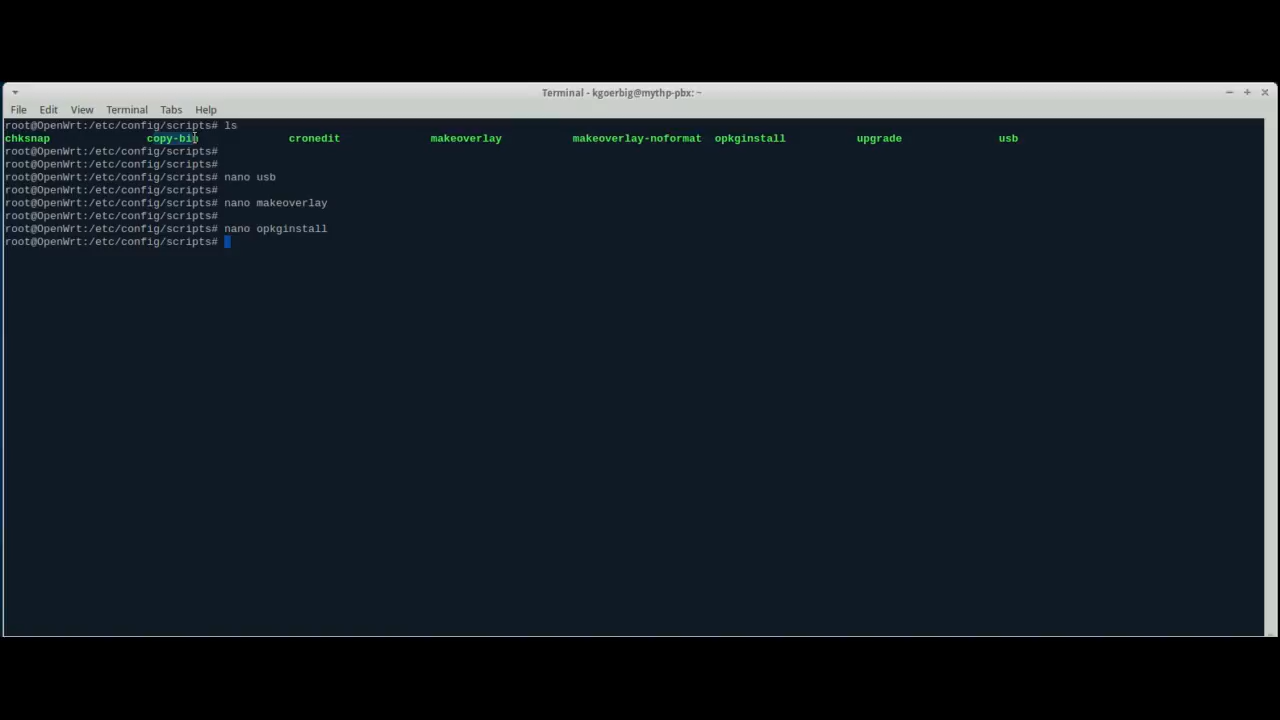 Terminal - kgoerbig@mythp-pbx: ~
File Edit View Terminal Tabs Help
root@OpenWrt:/etc/config/scripts# ls
chksnap copy-bin cronedit makeoverlay makeoverlay-noformat opkginstall upgrade usb
root@OpenWrt:/etc/config/scripts#
root@OpenWrt:/etc/config/scripts#
root@OpenWrt:/etc/config/scripts# nano usb
root@OpenWrt:/etc/config/scripts#
root@OpenWrt:/etc/config/scripts# nano makeoverlay
root@OpenWrt:/etc/config/scripts#
root@OpenWrt:/etc/config/scripts# nano opkginstall
root@OpenWrt:/etc/config/scripts#